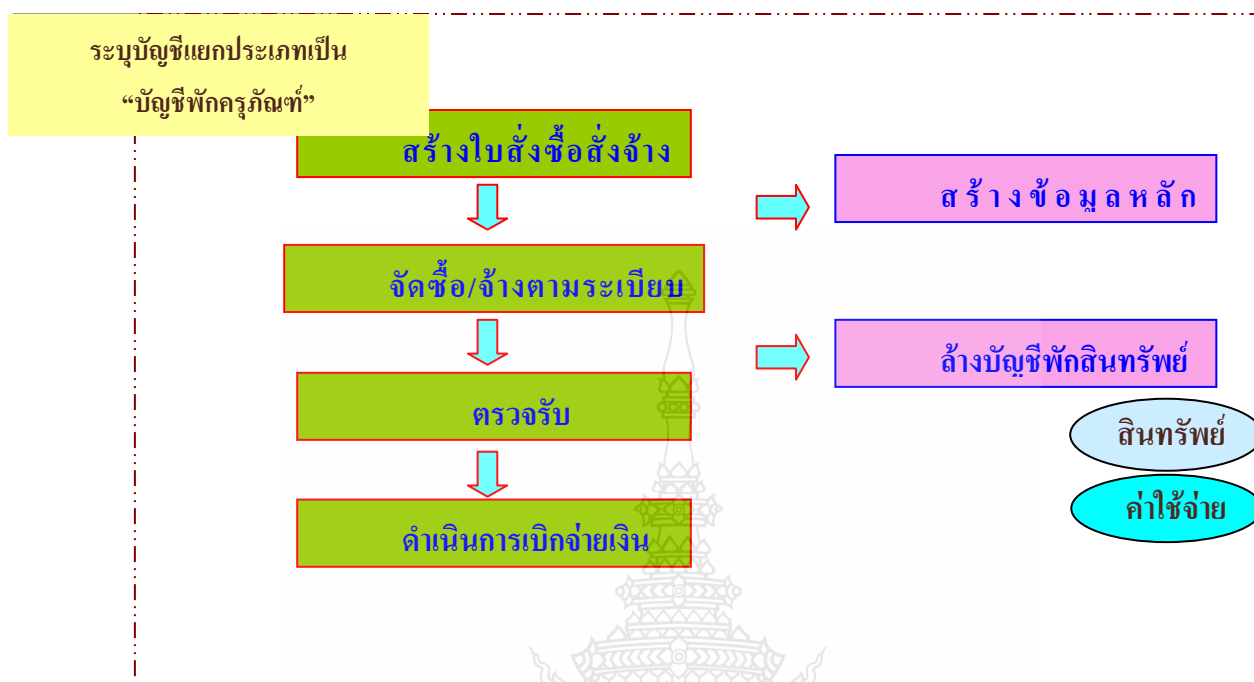 ระบุบัญชีแยกประเภทเป็น
“บัญชีพักครุภัณฑ์”
สร้างใบสั่งซื้อสั่งจ้าง
สร้างข้อมูลหลัก
จัดซื้อ/จ้างตามระเบียบ
ล้างบัญชีพักสินทรัพย์
ตรวจรับ
สินทรัพย์
ค่าใช้จ่าย
ดำเนินการเบิกจ่ายเงิน